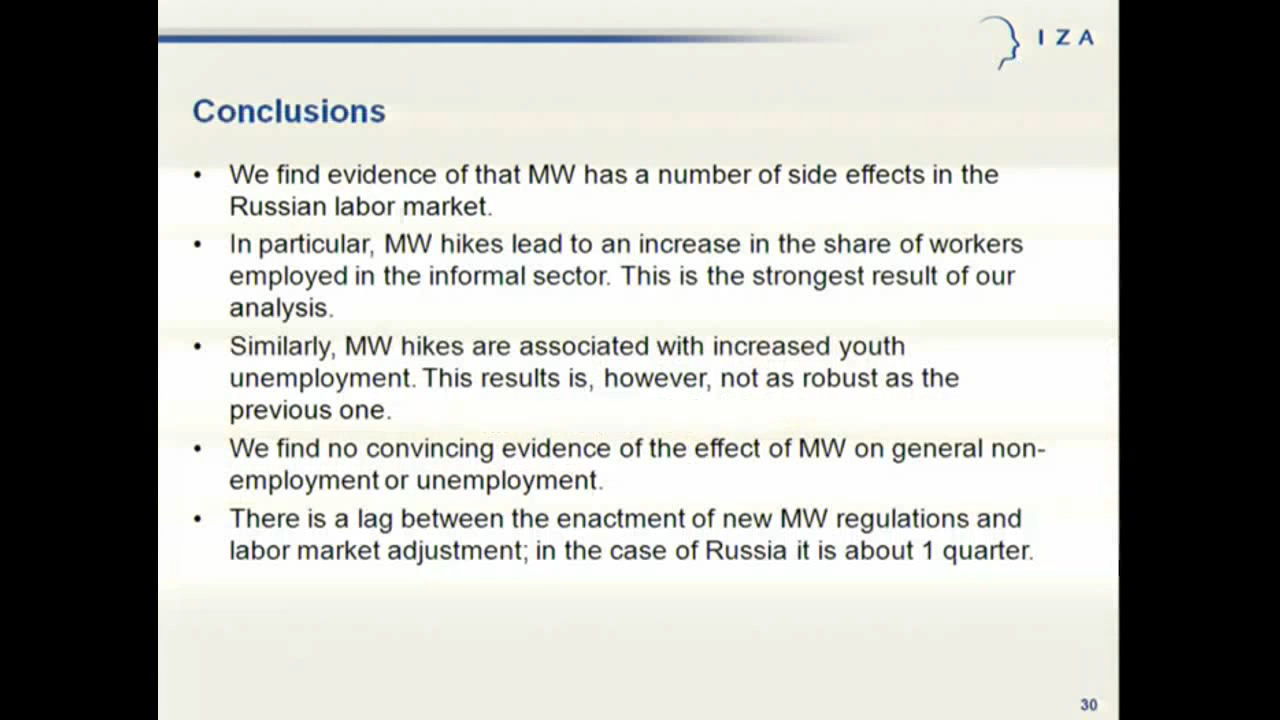 IZA
Conclusions
• We find evidence of that MW has a number of side effects in the
Russian labor market.
• In particular, MW hikes lead to an increase in the share of workers
employed in the informal sector. This is the strongest result of our
analysis.
• Similarly, MW hikes are associated with increased youth
unemployment. This results is, however, not as robust as the
previous one.
• We find no convincing evidence of the effect of MW on general non-
employment or unemployment.
• There is a lag between the enactment of new MW regulations and
labor market adjustment; in the case of Russia it is about 1 quarter.
30